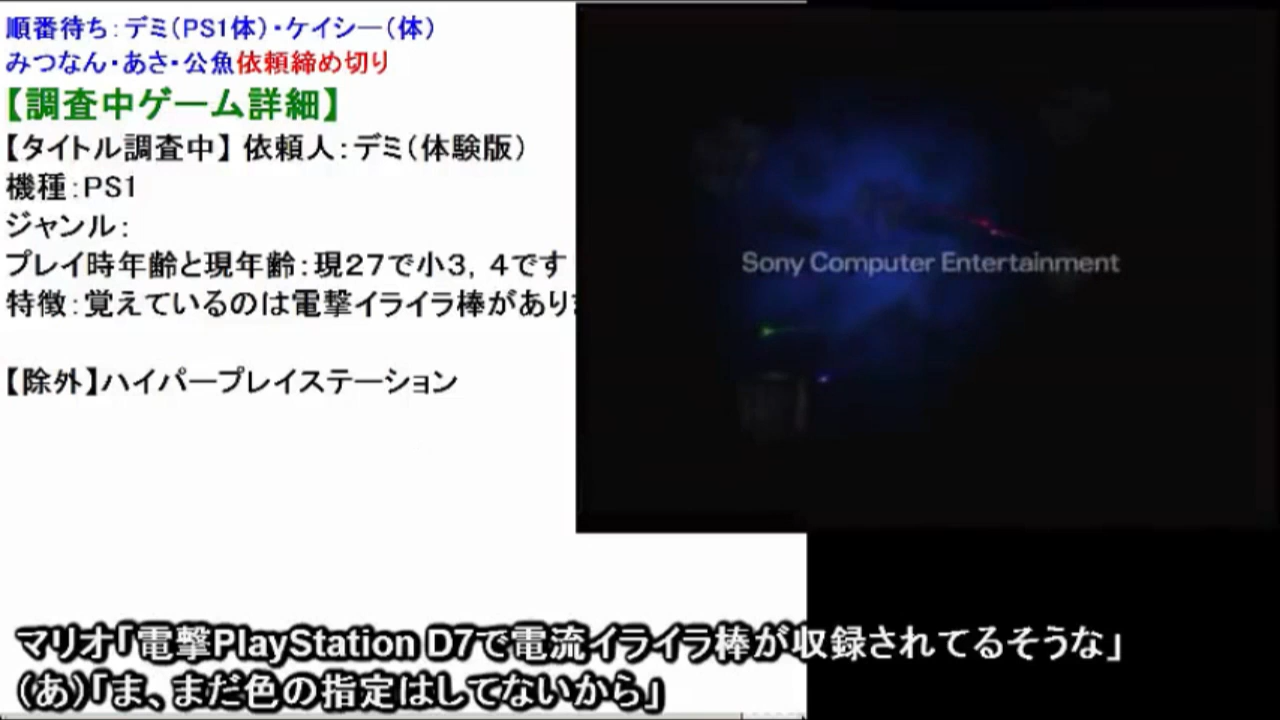 順番待ち：デミ（PS1体）・ケイシー（体）
みつなん・あさ・公魚依頼締め切り
【調査中ゲーム詳細】
【タイトル調査中】 依頼人：デミ（体験版）
機種：PS1
ジャンル：
プレイ時年齢と現年齢：現２７で小３，４です
特徴：覚えているのは電撃イライラ棒があり
【除外】ハイパープレイステーション
Sony Computer Entertainment
マリオ「電撃PlayStation D7で電流イライラ棒が収録されてるそうな」
（あ）「ま、まだ色の指定はしてないから」